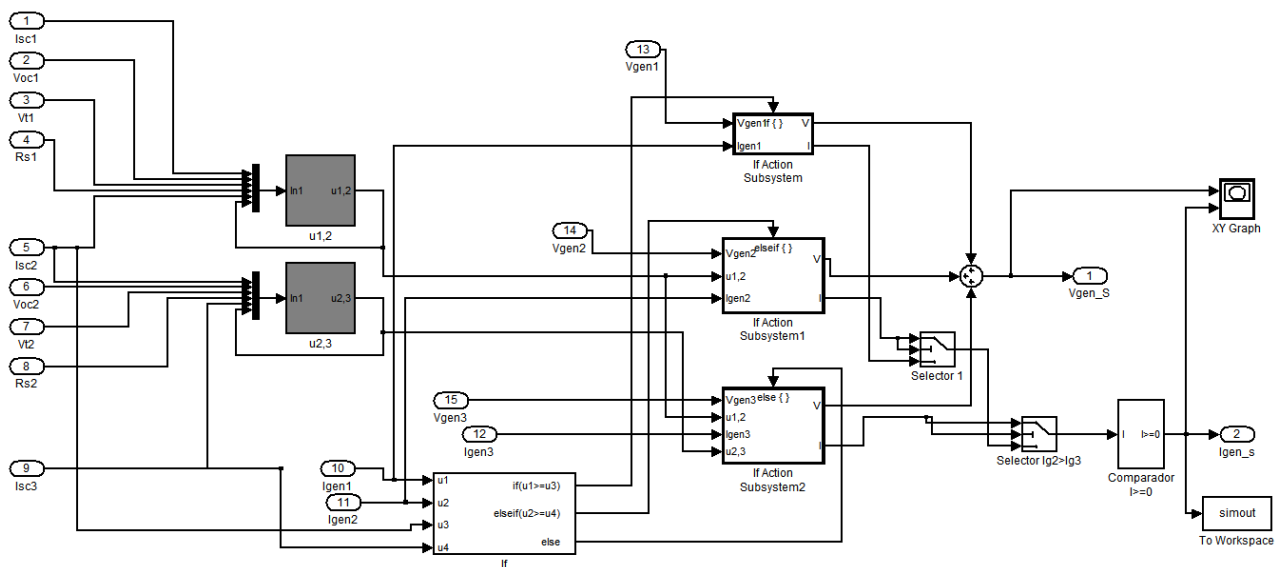 1
Isc1
2
Voc1
3
Vt1
4
Rs1
5
Isc2
6
Voc2
7
Vt2
8
Rs2
9
Isc3
In1 u1,2
u1,2
In1 u2,3
u2,3
10
Igen1
11
Igen2
12
Igen3
13
Vgen1
14
Vgen2
15
Vgen3
u1 if(u1>=u3)
u2 elseif(u2>=u4)
u3
u4 else
If
Vgen1f { } V
Igen1 I
If Action
Subsystem
elseif { }
Vgen2 V
u1,2
Igen2 I
If Action
Subsystem1
Vgen3 else { } V
u1,2
Igen3 I
u2,3
If Action
Subsystem2
Selector 1
Selector Ig2>Ig3
I I>=0
Comparador
I>=0
XY Graph
1
Vgen_S
2
Igen_s
simout
To Workspace